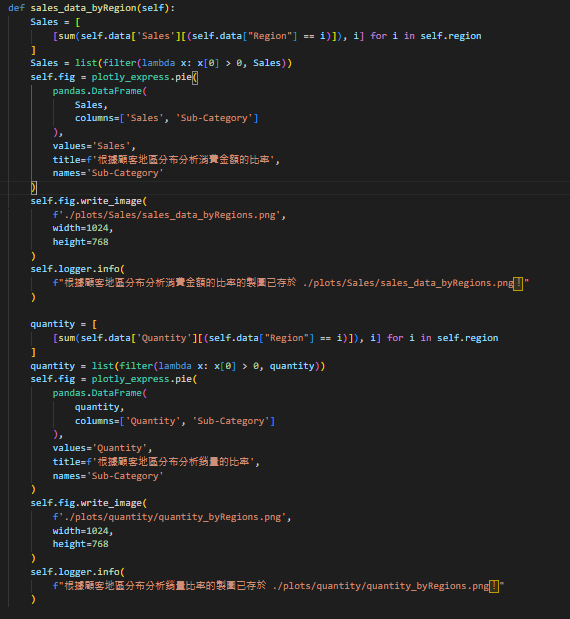 def sales_data_byRegion(self):
    Sales = [
        [sum(self.data['Sales'][(self.data["Region"] == i)]), i] for i in self.region
    ]
    Sales = list(filter(lambda x: x[0] > 0, Sales))
    self.fig = plotly_express.pie(
        pandas.DataFrame(
            Sales,
            columns=['Sales', 'Sub-Category']
        ),
        values='Sales',
        title=f'根據顧客地區分布分析消費金額的比率',
        names='Sub-Category'
    )
    self.fig.write_image(
        f'./plots/Sales/sales_data_byRegions.png',
        width=1024,
        height=768
    )
    self.logger.info(
        f"根據顧客地區分布分析消費金額的比率的製圖已存於 ./plots/Sales/sales_data_byRegions.png！"
    )
    quantity = [
        [sum(self.data['Quantity'][(self.data["Region"] == i)]), i] for i in self.region
    ]
    quantity = list(filter(lambda x: x[0] > 0, quantity))
    self.fig = plotly_express.pie(
        pandas.DataFrame(
            quantity,
            columns=['Quantity', 'Sub-Category']
        ),
        values='Quantity',
        title=f'根據顧客地區分布分析銷量的比率',
        names='Sub-Category'
    )
    self.fig.write_image(
        f'./plots/quantity/quantity_byRegions.png',
        width=1024,
        height=768
    )
    self.logger.info(
        f"根據顧客地區分布分析銷量比率的製圖已存於 ./plots/quantity/quantity_byRegions.png！"
    )